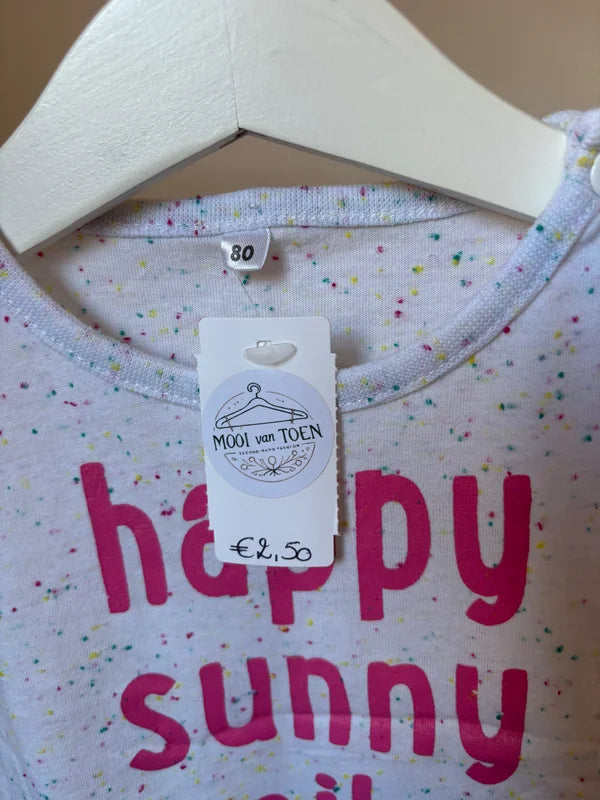 80
MOOI van TOEN
SECOND-HAND FASHION
€2,50
happy
sunny